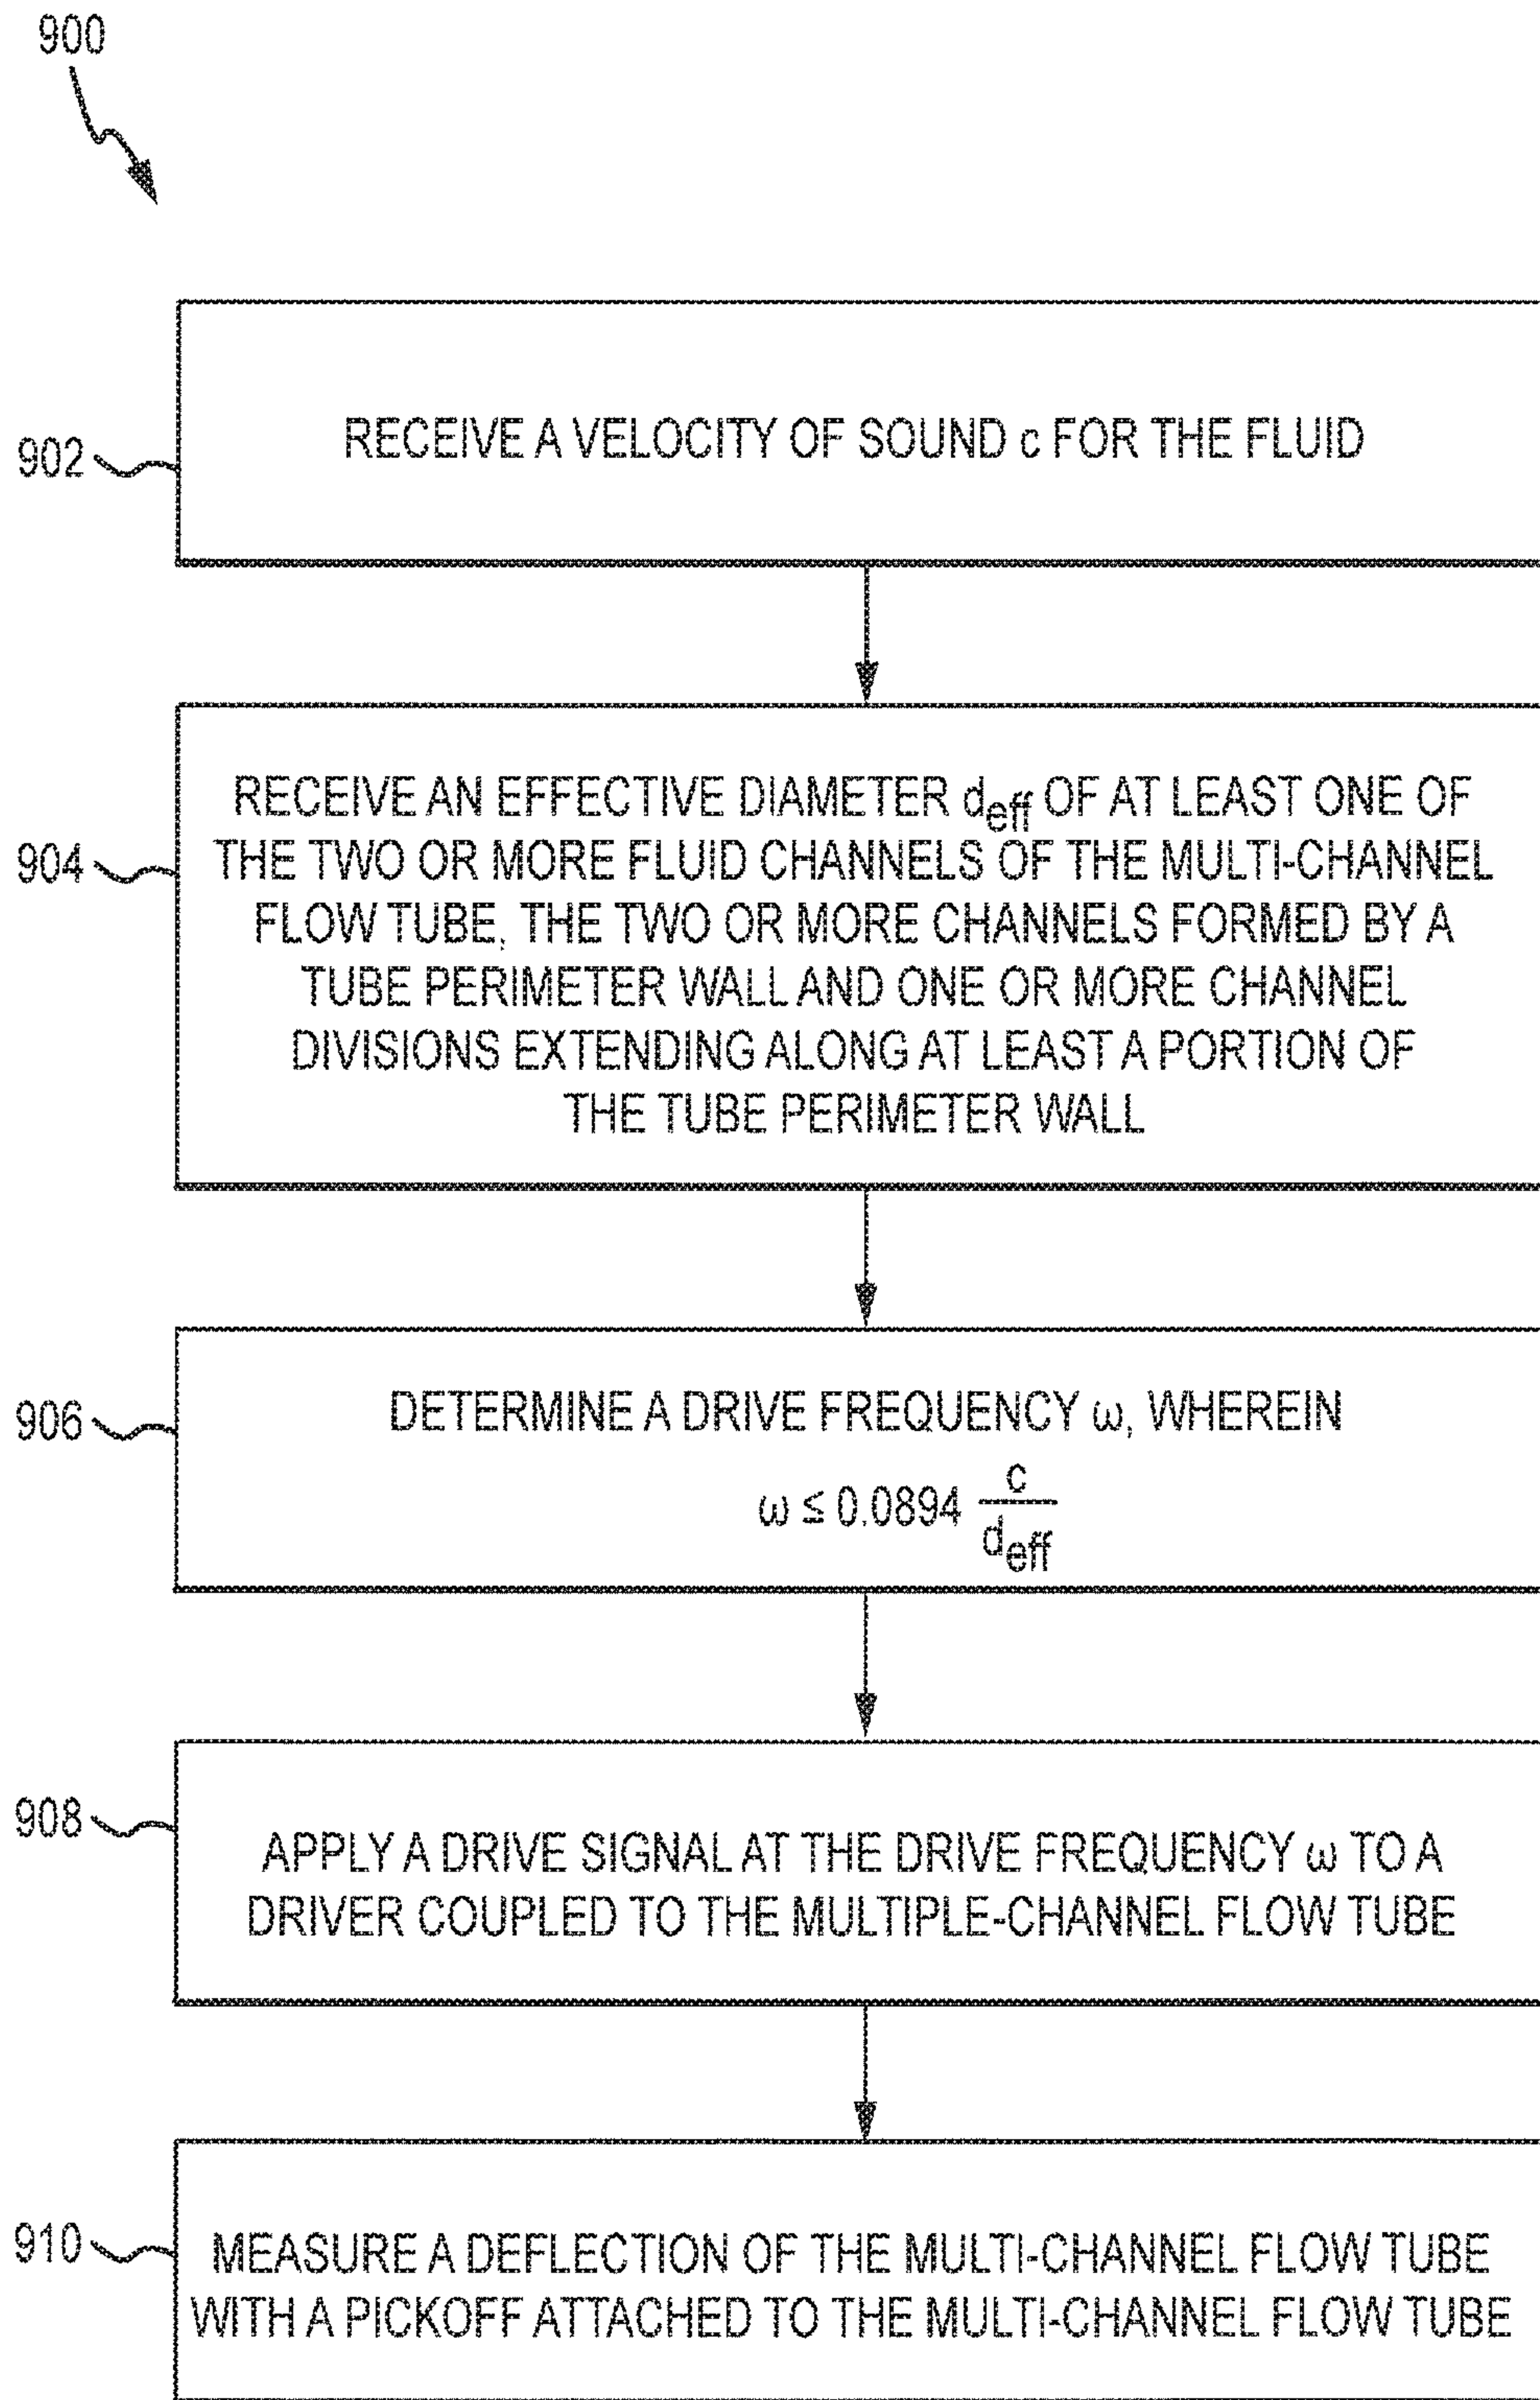 900
902
RECEIVE A VELOCITY OF SOUND c FOR THE FLUID
904
RECEIVE AN EFFECTIVE DIAMETER d_eff OF AT LEAST ONE OF
THE TWO OR MORE FLUID CHANNELS OF THE MULTI-CHANNEL
FLOW TUBE, THE TWO OR MORE CHANNELS FORMED BY A
TUBE PERIMETER WALL AND ONE OR MORE CHANNEL
DIVISIONS EXTENDING ALONG AT LEAST A PORTION OF
THE TUBE PERIMETER WALL
906
DETERMINE A DRIVE FREQUENCY ω, WHEREIN
ω ≤ 0.0894 c / d_eff
908
APPLY A DRIVE SIGNAL AT THE DRIVE FREQUENCY ω TO A
DRIVER COUPLED TO THE MULTIPLE-CHANNEL FLOW TUBE
910
MEASURE A DEFLECTION OF THE MULTI-CHANNEL FLOW TUBE
WITH A PICKOFF ATTACHED TO THE MULTI-CHANNEL FLOW TUBE